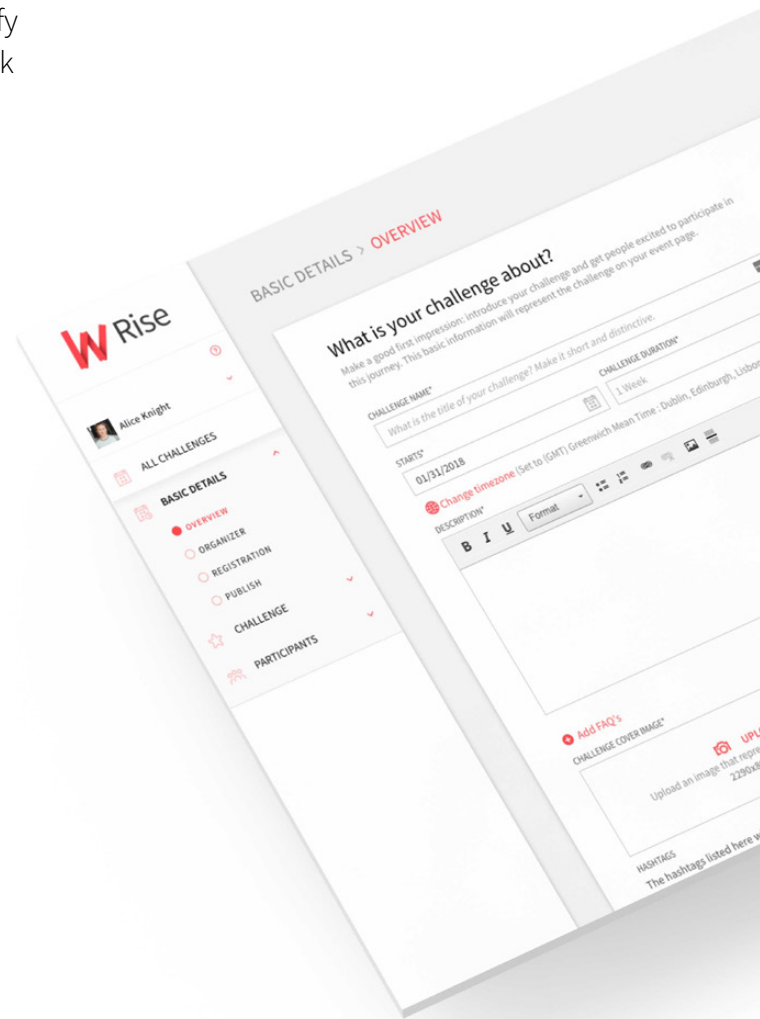 fy
k
W Rise
Alice Knight
ALL CHALLENGES
BASIC DETAILS
OVERVIEW
ORGANIZER
REGISTRATION
PUBLISH
CHALLENGE
PARTICIPANTS
BASIC DETAILS > OVERVIEW
What is your challenge about?
Make a good first impression: introduce your challenge and get people excited to participate in
this journey. This basic information will represent the challenge on your event page.
CHALLENGE NAME*
What is the title of your challenge? Make it short and distinctive.
STARTS*
01/31/2018
CHALLENGE DURATION*
1 Week
Change timezone (Set to (GMT) Greenwich Mean Time : Dublin, Edinburgh, Lisbon
DESCRIPTION*
B I U Format
Add FAQ's
CHALLENGE COVER IMAGE*
UPL
Upload an image that repre
2290x8
HASHTAGS
The hashtags listed here w